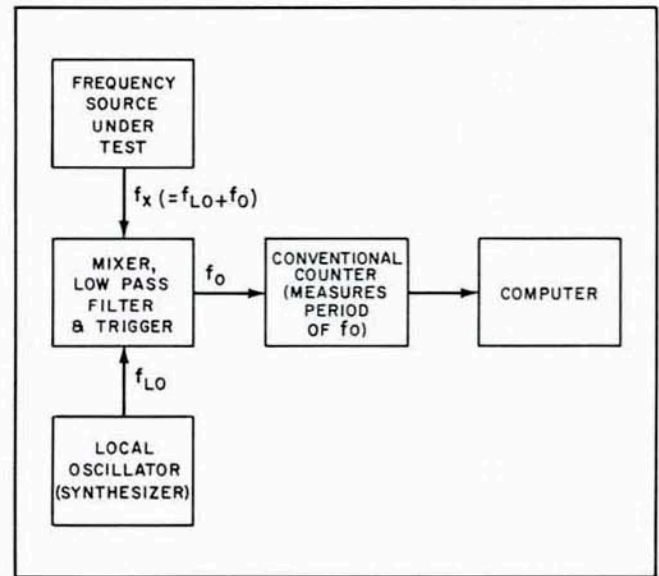 FREQUENCY
SOURCE
UNDER
TEST
fx (=fLO+fO)
MIXER,
LOW PASS
FILTER
& TRIGGER
fO
CONVENTIONAL
COUNTER
(MEASURES
PERIOD
OF fO)
COMPUTER
fLO
LOCAL
OSCILLATOR
(SYNTHESIZER)